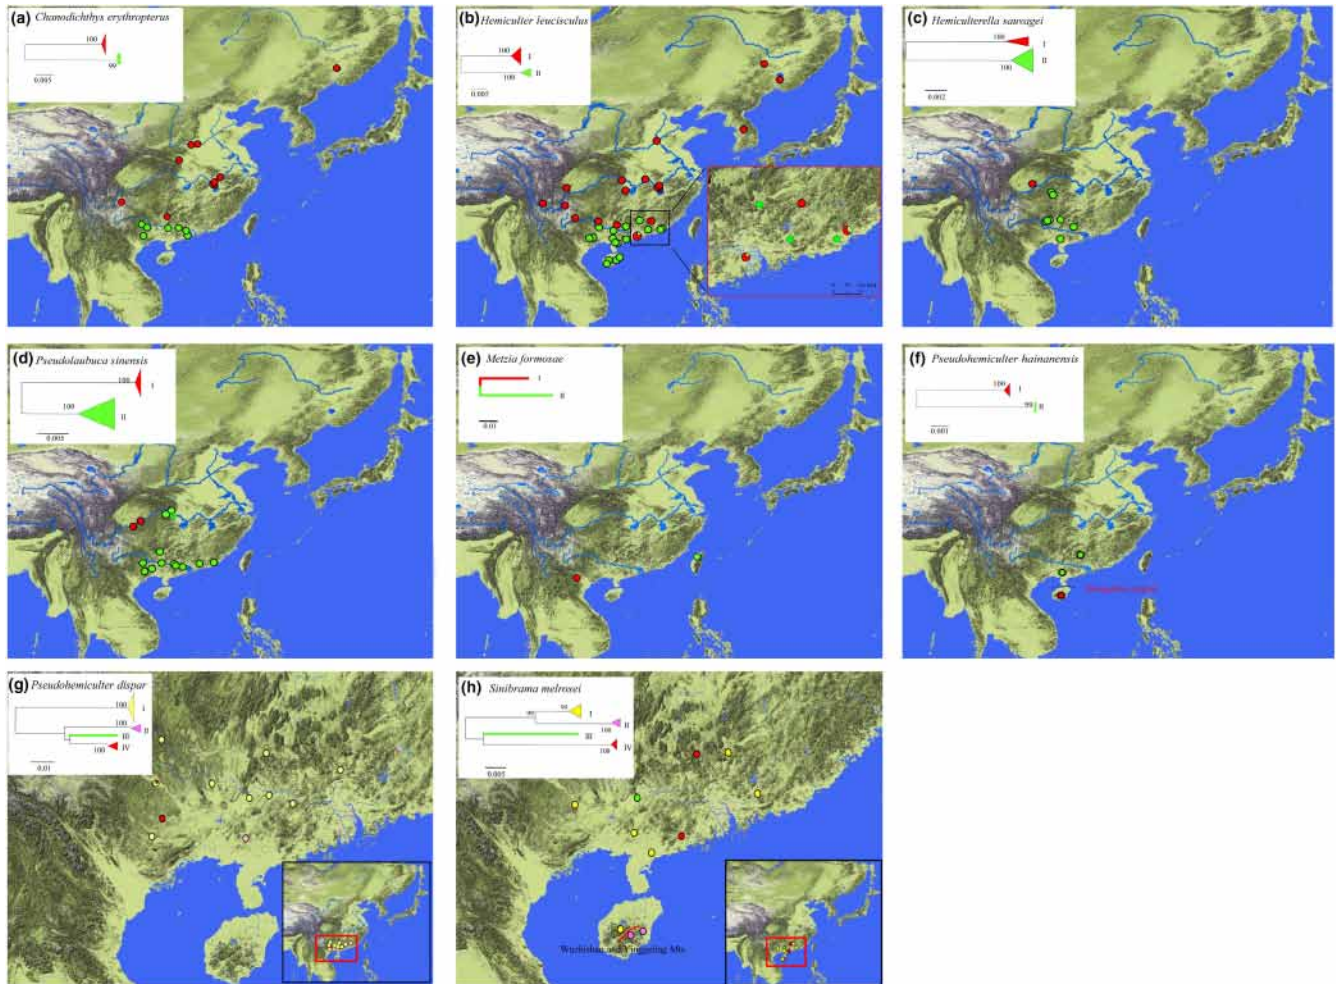 (a) Chanodichthys erythropterus
100
99
0.005
(b) Hemiculter leucisculus
100 I
100 II
0.005
(c) Hemiculterella sauvagei
100 I
100 II
0.002
(d) Pseudolaubuca sinensis
100 I
100 II
0.005
(e) Metzia formosae
I
II
0.01
(f) Pseudohemiculter hainanensis
100 I
99 II
0.001
(g) Pseudohemiculter dispar
100 I
100 II
III
100 IV
0.01
(h) Sinibrama melrosei
I
100 II
III
100 IV
0.005
Wuzhishan and Yinggeling Mts